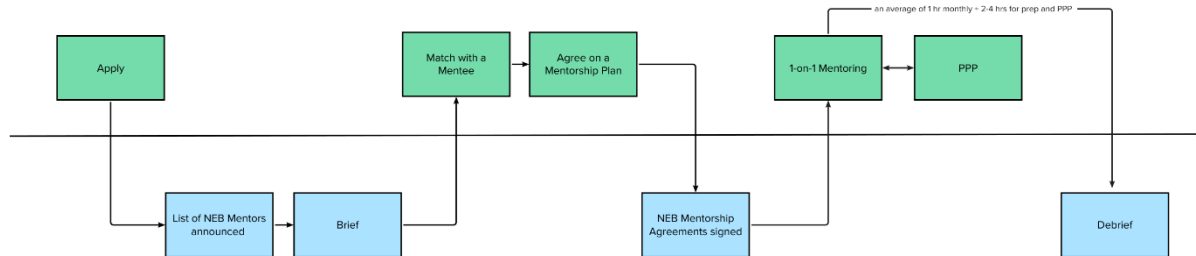 an average of 1 hr monthly + 2-4 hrs for prep and PPP
Apply
Match with a
Mentee
Agree on a
Mentorship Plan
1-on-1 Mentoring
PPP
List of NEB Mentors
announced
Brief
NEB Mentorship
Agreements signed
Debrief